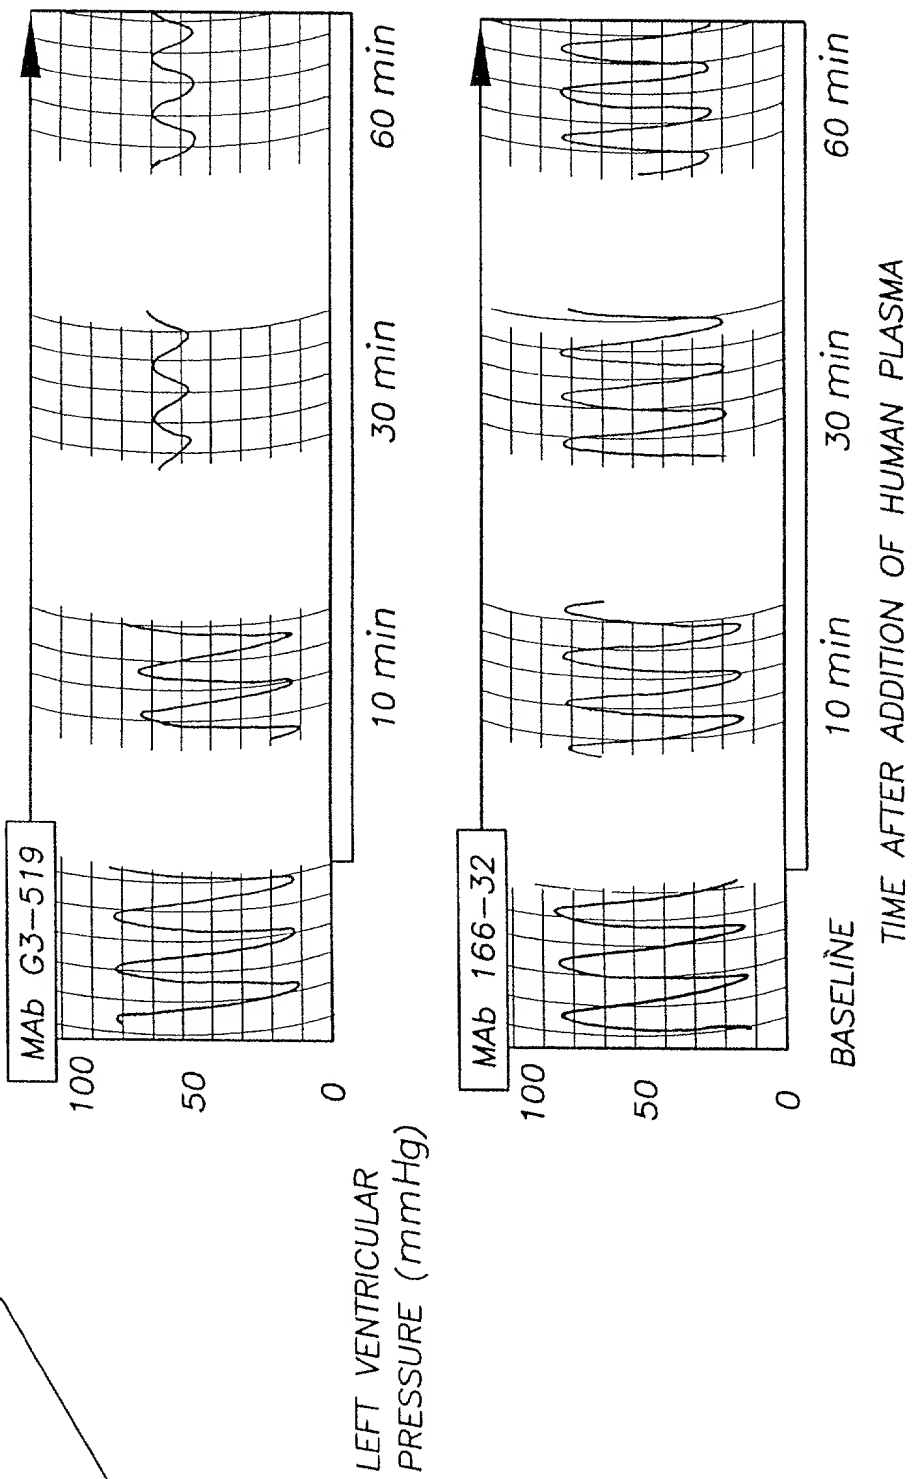 MAb G3-519
100
50
0
10 min
30 min
60 min
LEFT VENTRICULAR
PRESSURE (mmHg)
MAb 166-32
100
50
0
BASELINE
10 min
30 min
60 min
TIME AFTER ADDITION OF HUMAN PLASMA